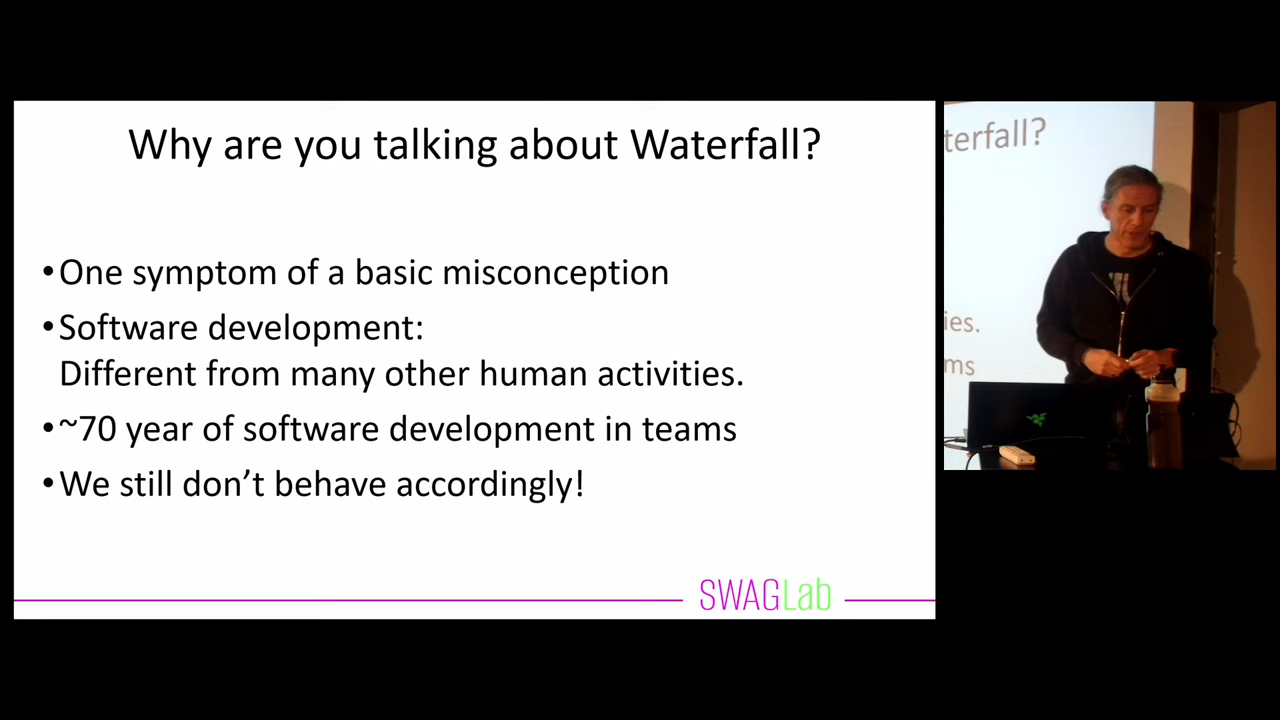 Why are you talking about Waterfall?
•One symptom of a basic misconception
•Software development:
Different from many other human activities.
•~70 year of software development in teams
•We still don’t behave accordingly!
SWAGLab
terfall?
ies.
ms